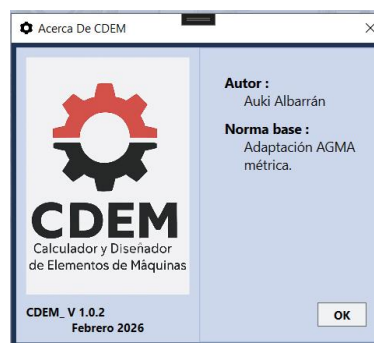 Acerca De CDEM
CDEM
Calculador y Diseñador
de Elementos de Máquinas
CDEM_ V 1.0.2
Febrero 2026
Autor :
Auki Albarrán
Norma base :
Adaptación AGMA
métrica.
OK